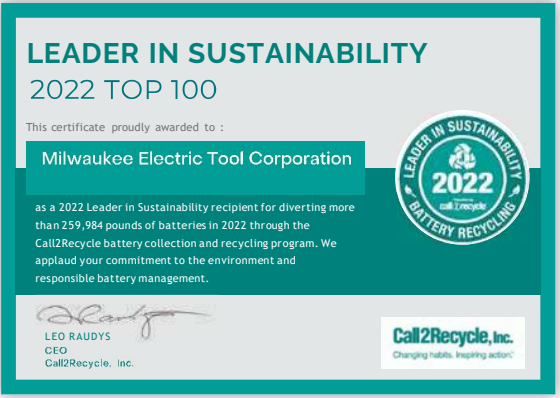 LEADER IN SUSTAINABILITY
2022 TOP 100
This certificate proudly awarded to :
Milwaukee Electric Tool Corporation
as a 2022 Leader in Sustainability recipient for diverting more
than 259,984 pounds of batteries in 2022 through the
Call2Recycle battery collection and recycling program. We
applaud your commitment to the environment and
responsible battery management.
LEADER IN SUSTAINABILITY
2022
call2recycle
BATTERY RECYCLING
LEO RAUDYS
CEO
Call2Recycle, Inc.
Call2Recycle, Inc.
Changing habits. Inspiring action.